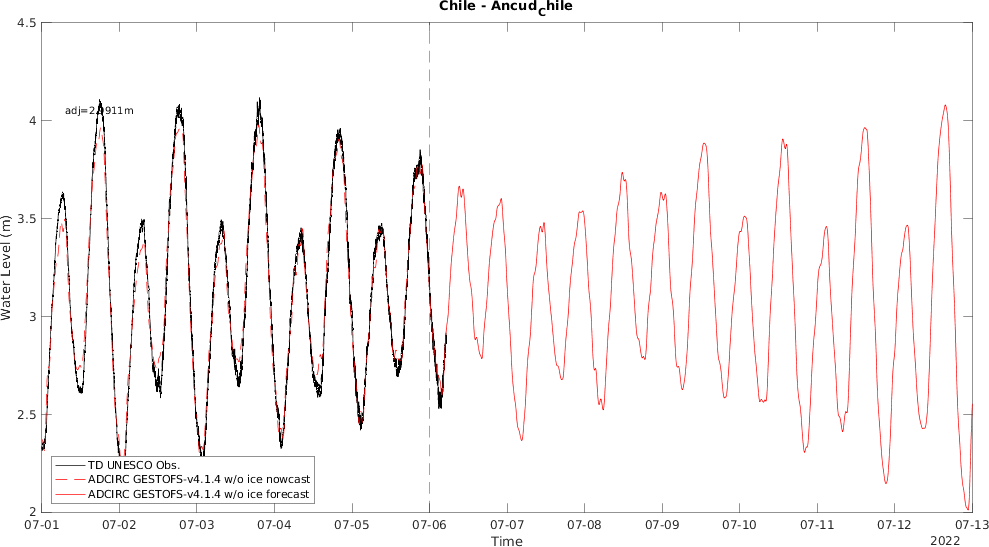 Chile - Ancud_Chile
4.5
4
3.5
3
2.5
2
Water Level (m)
TD UNESCO Obs.
ADCIRC GESTOFS-v4.1.4 w/o ice nowcast
ADCIRC GESTOFS-v4.1.4 w/o ice forecast
07-01 07-02 07-03 07-04 07-05 07-06 07-07 07-08 07-09 07-10 07-11 07-12 07-13
Time
2022